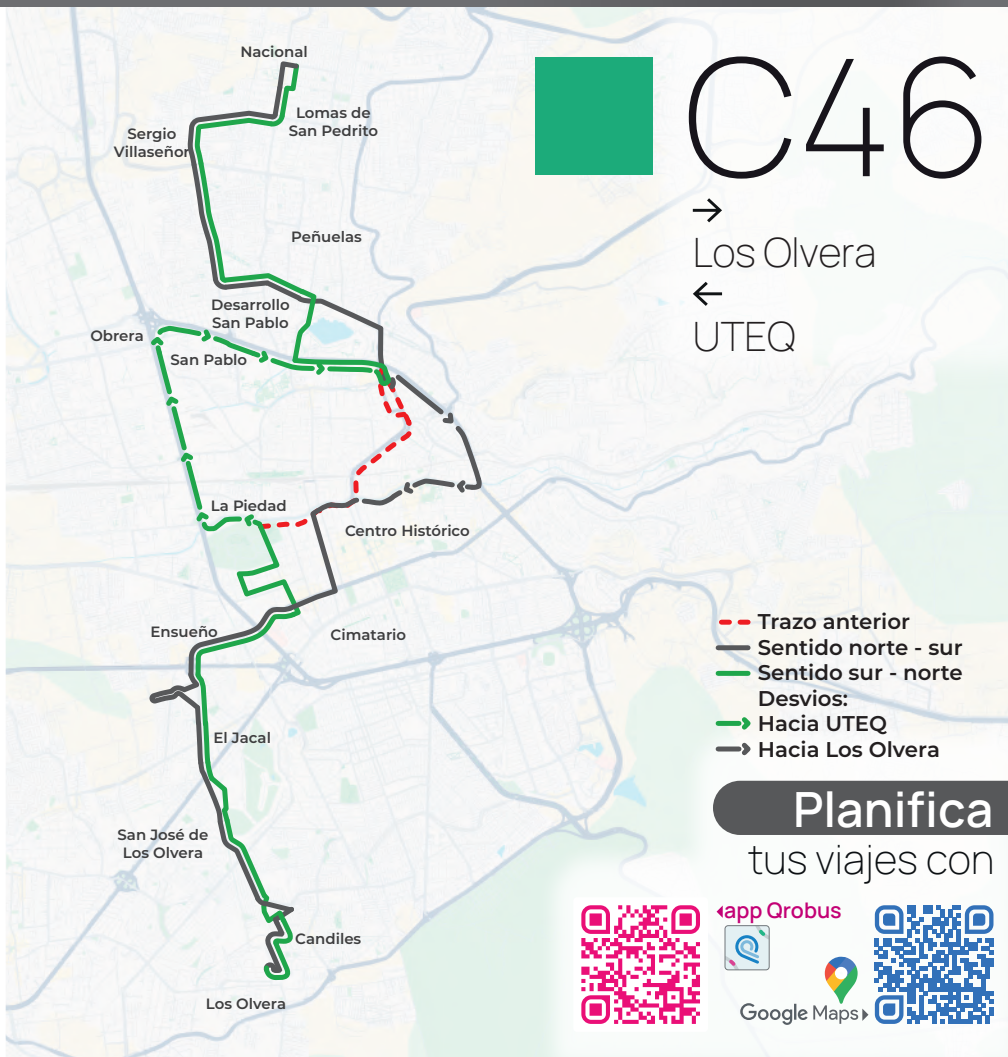 C46
→
Los Olvera
←
UTEQ
Nacional
Lomas de
San Pedrito
Sergio
Villaseñor
Peñuelas
Desarrollo
San Pablo
Obrera
San Pablo
La Piedad
Centro Histórico
Ensueño
Cimatario
El Jacal
San José de
Los Olvera
Candiles
Los Olvera
Trazo anterior
Sentido norte - sur
Sentido sur - norte
Desvios:
Hacia UTEQ
Hacia Los Olvera
Planifica
tus viajes con
app Qrobus
Google Maps